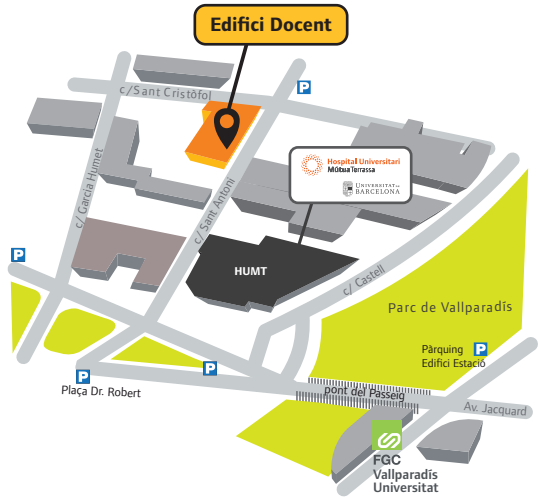 Edifici Docent
P
c/Sant Cristòfol
c/ Garcia Humet
c/ Sant Antoni
Hospital Universitari
MútuaTerrassa
UNIVERSITAT DE
BARCELONA
HUMT
c/ Castell
P
Parc de Vallparadís
Pàrquing P
Edifici Estació
P
P
Plaça Dr. Robert
pont del Passeig
Av. Jacquard
FGC
Vallparadís
Universitat